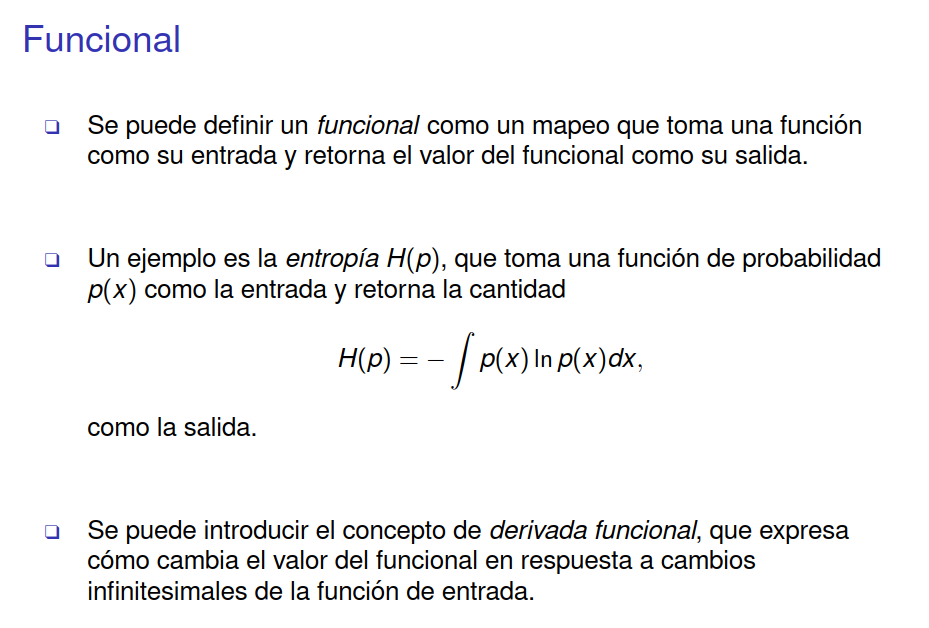 Funcional
❑ Se puede definir un funcional como un mapeo que toma una función
como su entrada y retorna el valor del funcional como su salida.
❑ Un ejemplo es la entropía H(p), que toma una función de probabilidad
p(x) como la entrada y retorna la cantidad
H(p) = − ∫ p(x) ln p(x)dx,
como la salida.
❑ Se puede introducir el concepto de derivada funcional, que expresa
cómo cambia el valor del funcional en respuesta a cambios
infinitesimales de la función de entrada.